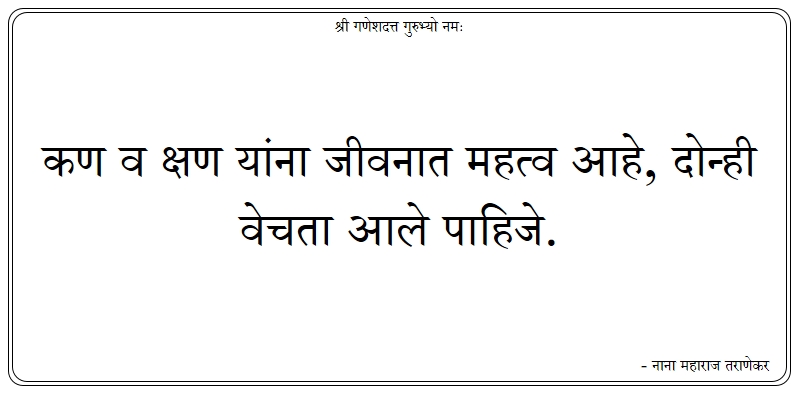 श्री गणेशदत्त गुरुभ्यो नमः
कण व क्षण यांना जीवनात महत्व आहे, दोन्ही
वेचता आले पाहिजे.
- नाना महाराज तराणेकर